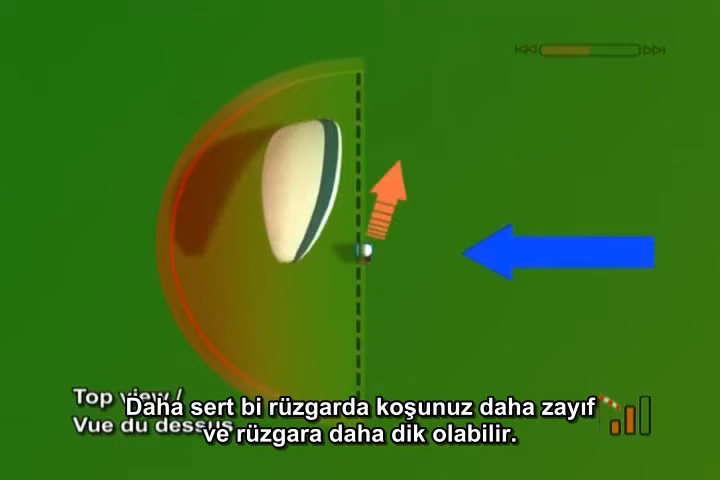 Top view /
Vue du dessus
Daha sert bi rüzgarda koşunuz daha zayıf
ve rüzgara daha dik olabilir.